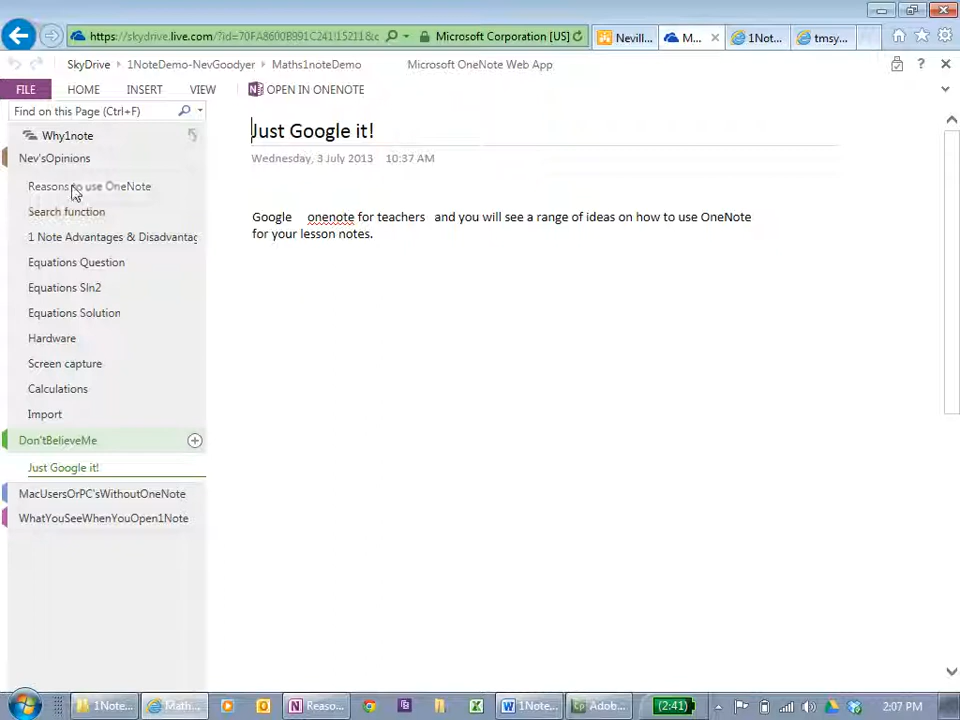 https://skydrive.live.com/?id=70FA8600B991C241!15211&c
Microsoft Corporation [US]
Nevill...
M...
1Not...
tmsy...
SkyDrive
1NoteDemo-NevGoodyer
Maths1noteDemo
Microsoft OneNote Web App
FILE
HOME
INSERT
VIEW
OPEN IN ONENOTE
Find on this Page (Ctrl+F)
Why1note
Nev'sOpinions
Reasons to use OneNote
Search function
1 Note Advantages & Disadvantag
Equations Question
Equations Sln2
Equations Solution
Hardware
Screen capture
Calculations
Import
Don'tBelieveMe
Just Google it!
MacUsersOrPC'sWithoutOneNote
WhatYouSeeWhenYouOpen1Note
Just Google it!
Wednesday, 3 July 2013 10:37 AM
Google onenote for teachers and you will see a range of ideas on how to use OneNote
for your lesson notes.
1Note...
Math...
Reaso...
1Note...
Adob...
(2:41)
2:07 PM